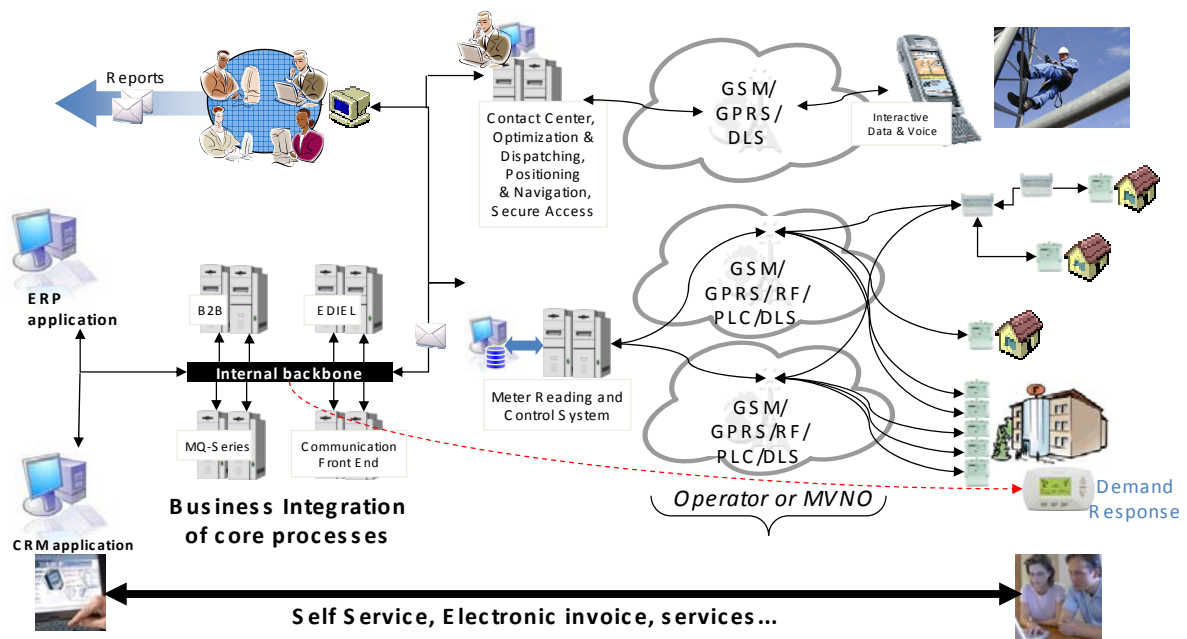 Reports
GSM/
GPRS/
DLS
Interactive
Data & Voice
Contact Center,
Optimization &
Dispatching,
Positioning
& Navigation,
Secure Access
ERP
application
B2B
EDIEL
GSM/
GPRS/RF/
PLC/DLS
Internal backbone
Meter Reading and
Control System
MQ-Series
Communication
Front End
GSM/
GPRS/RF/
PLC/DLS
Business Integration
of core processes
Operator or MVNO
Demand
Response
CRM application
Self Service, Electronic invoice, services...